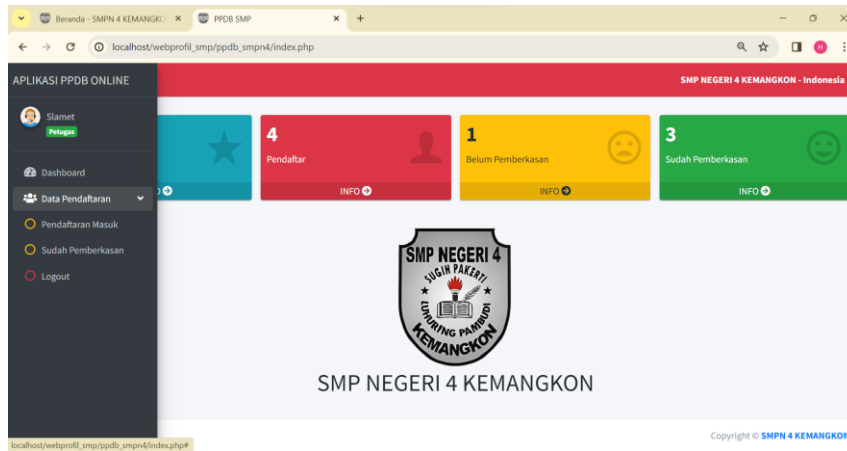 Beranda - SMPN 4 KEMANGKO
PPDB SMP
localhost/webprofil_smp/ppdb_smpn4/index.php
H
APLIKASI PPDB ONLINE
SMP NEGERI 4 KEMANGKON - Indonesia
Slamet
Petugas
Dashboard
Data Pendaftaran
Pendaftaran Masuk
Sudah Pemberkasan
Logout
4
Pendaftar
INFO
1
Belum Pemberkasan
INFO
3
Sudah Pemberkasan
INFO
SMP NEGERI 4
SUGIH PAKERTI
LUHURING PAMBUDI
KEMANGKON
SMP NEGERI 4 KEMANGKON
Copyright © SMPN 4 KEMANGKON
localhost/webprofil_smp/ppdb_smpn4/index.php#